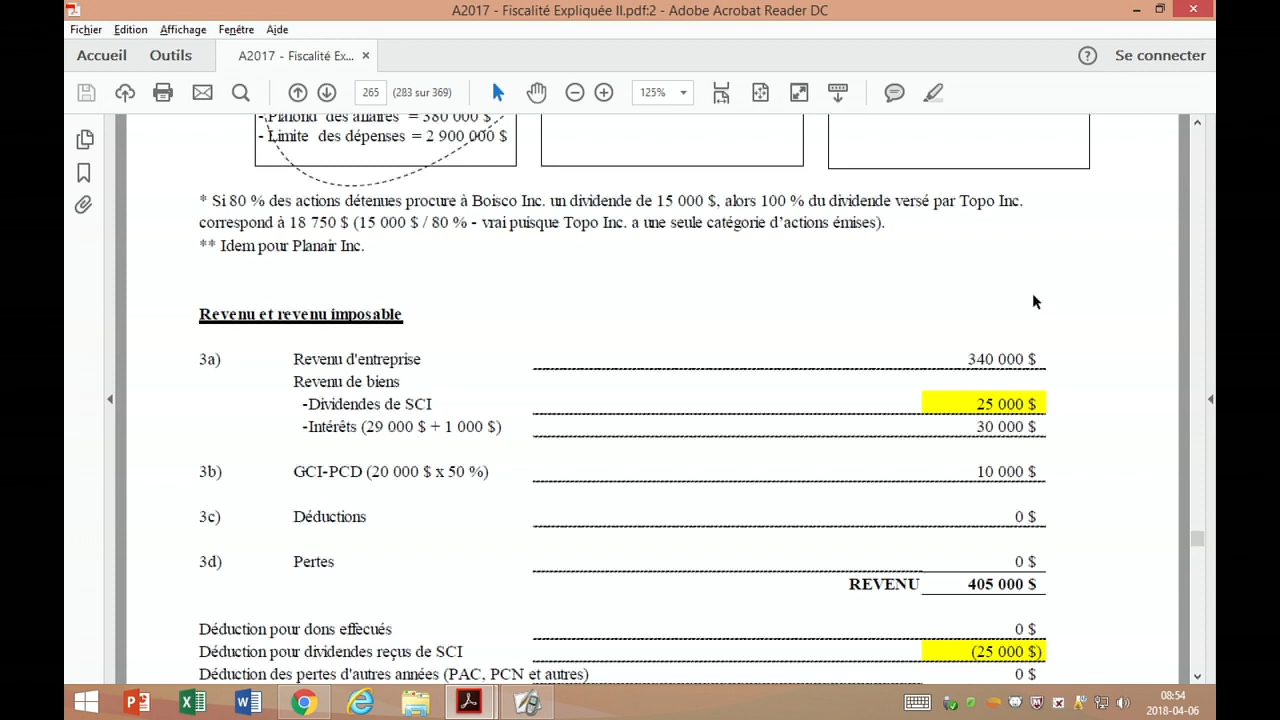 A2017 - Fiscalité Expliquée II.pdf:2 - Adobe Acrobat Reader DC
Fichier Edition Affichage Fenêtre Aide
Accueil Outils A2017 - Fiscalité Ex... × ? Se connecter
265 (283 sur 369) 125%
- Plafond des affaires = 380 000 $
- Limite des dépenses = 2 900 000 $
* Si 80 % des actions détenues procure à Boisco Inc. un dividende de 15 000 $, alors 100 % du dividende versé par Topo Inc.
correspond à 18 750 $ (15 000 $ / 80 % - vrai puisque Topo Inc. a une seule catégorie d'actions émises).
** Idem pour Planair Inc.
Revenu et revenu imposable
3a) Revenu d'entreprise 340 000 $
Revenu de biens
-Dividendes de SCI 25 000 $
-Intérêts (29 000 $ + 1 000 $) 30 000 $
3b) GCI-PCD (20 000 $ x 50 %) 10 000 $
3c) Déductions 0 $
3d) Pertes 0 $
REVENU 405 000 $
Déduction pour dons effecués 0 $
Déduction pour dividendes reçus de SCI (25 000 $)
Déduction des pertes d'autres années (PAC, PCN et autres) 0 $
08:54
2018-04-06